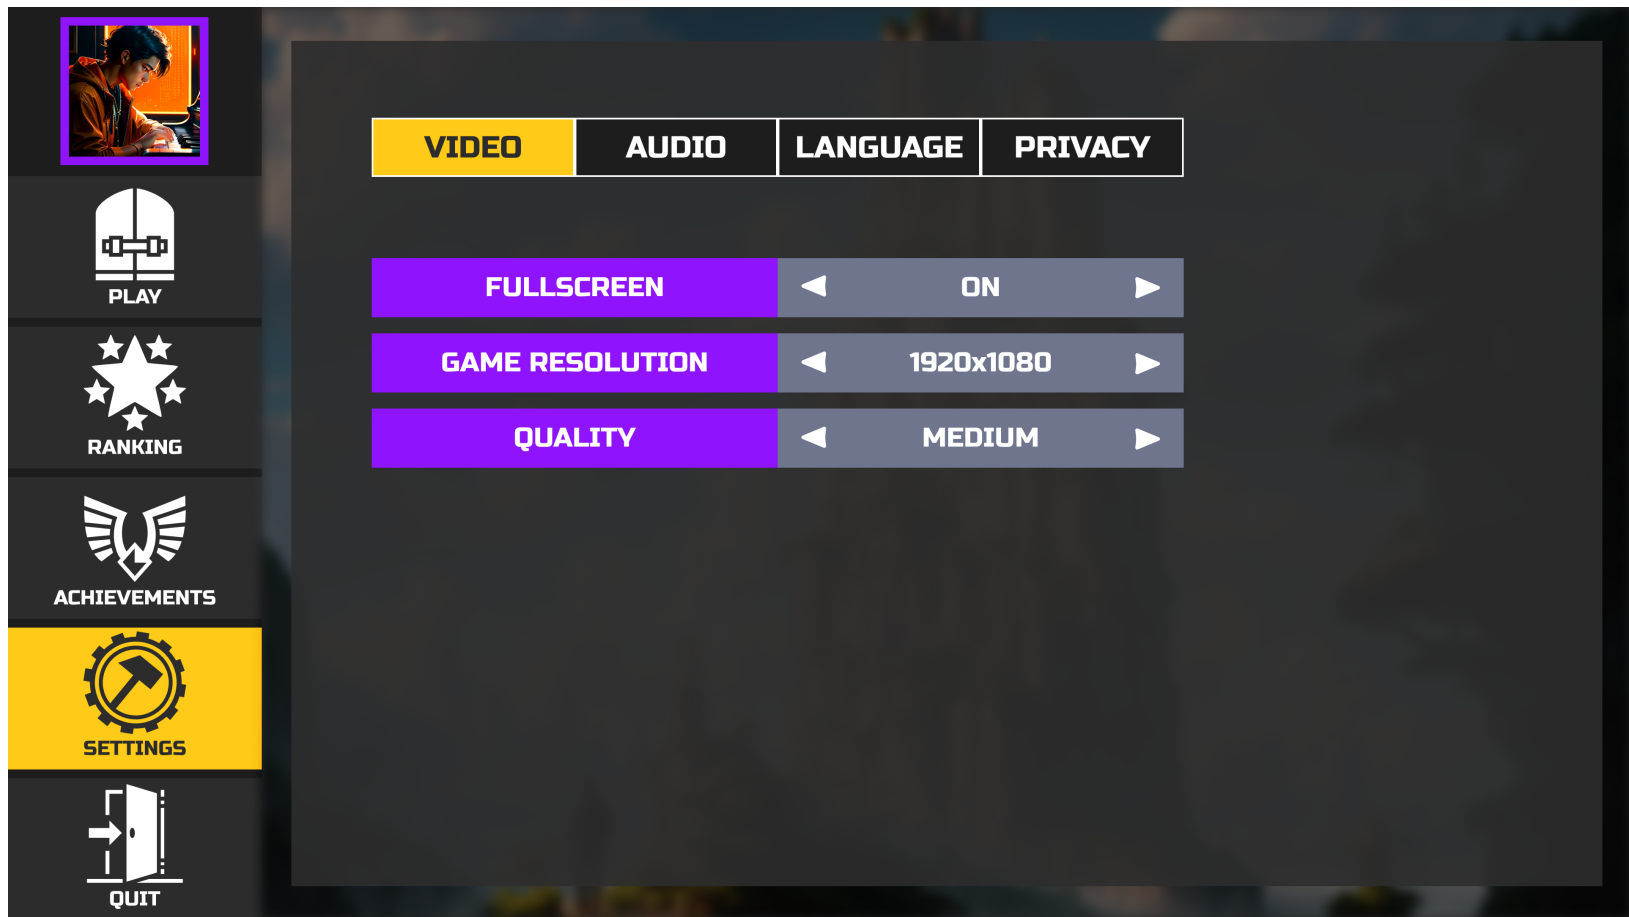 PLAY
RANKING
ACHIEVEMENTS
SETTINGS
QUIT
VIDEO AUDIO LANGUAGE PRIVACY
FULLSCREEN ON
GAME RESOLUTION 1920x1080
QUALITY MEDIUM